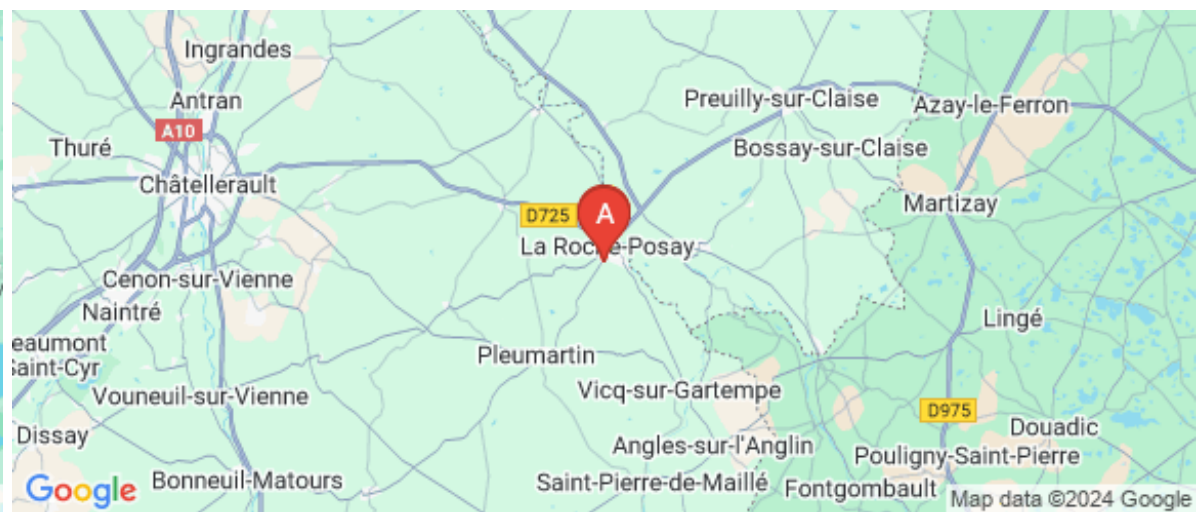 Ingrandes
Antran
Preuilly-sur-Claise
Azay-le-Ferron
A10
Thuré
Bossay-sur-Claise
Châtellerault
Martizay
A
D725
La Roche-Posay
Cenon-sur-Vienne
Naintré
Lingé
eaumont
Saint-Cyr
Pleumartin
Vouneuil-sur-Vienne
Vicq-sur-Gartempe
D975
Dissay
Douadic
Angles-sur-l'Anglin
Pouligny-Saint-Pierre
Bonneuil-Matours
Saint-Pierre-de-Maillé
Fontgombault
Google
Map data ©2024 Google